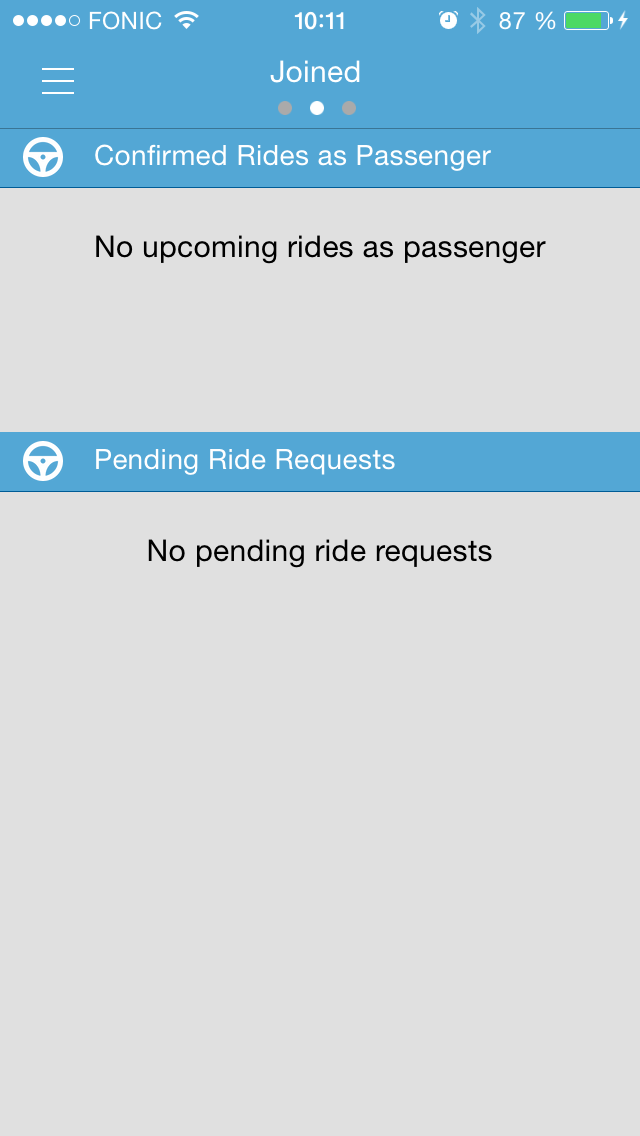 FONIC 10:11 87 %
Joined
Confirmed Rides as Passenger
No upcoming rides as passenger
Pending Ride Requests
No pending ride requests